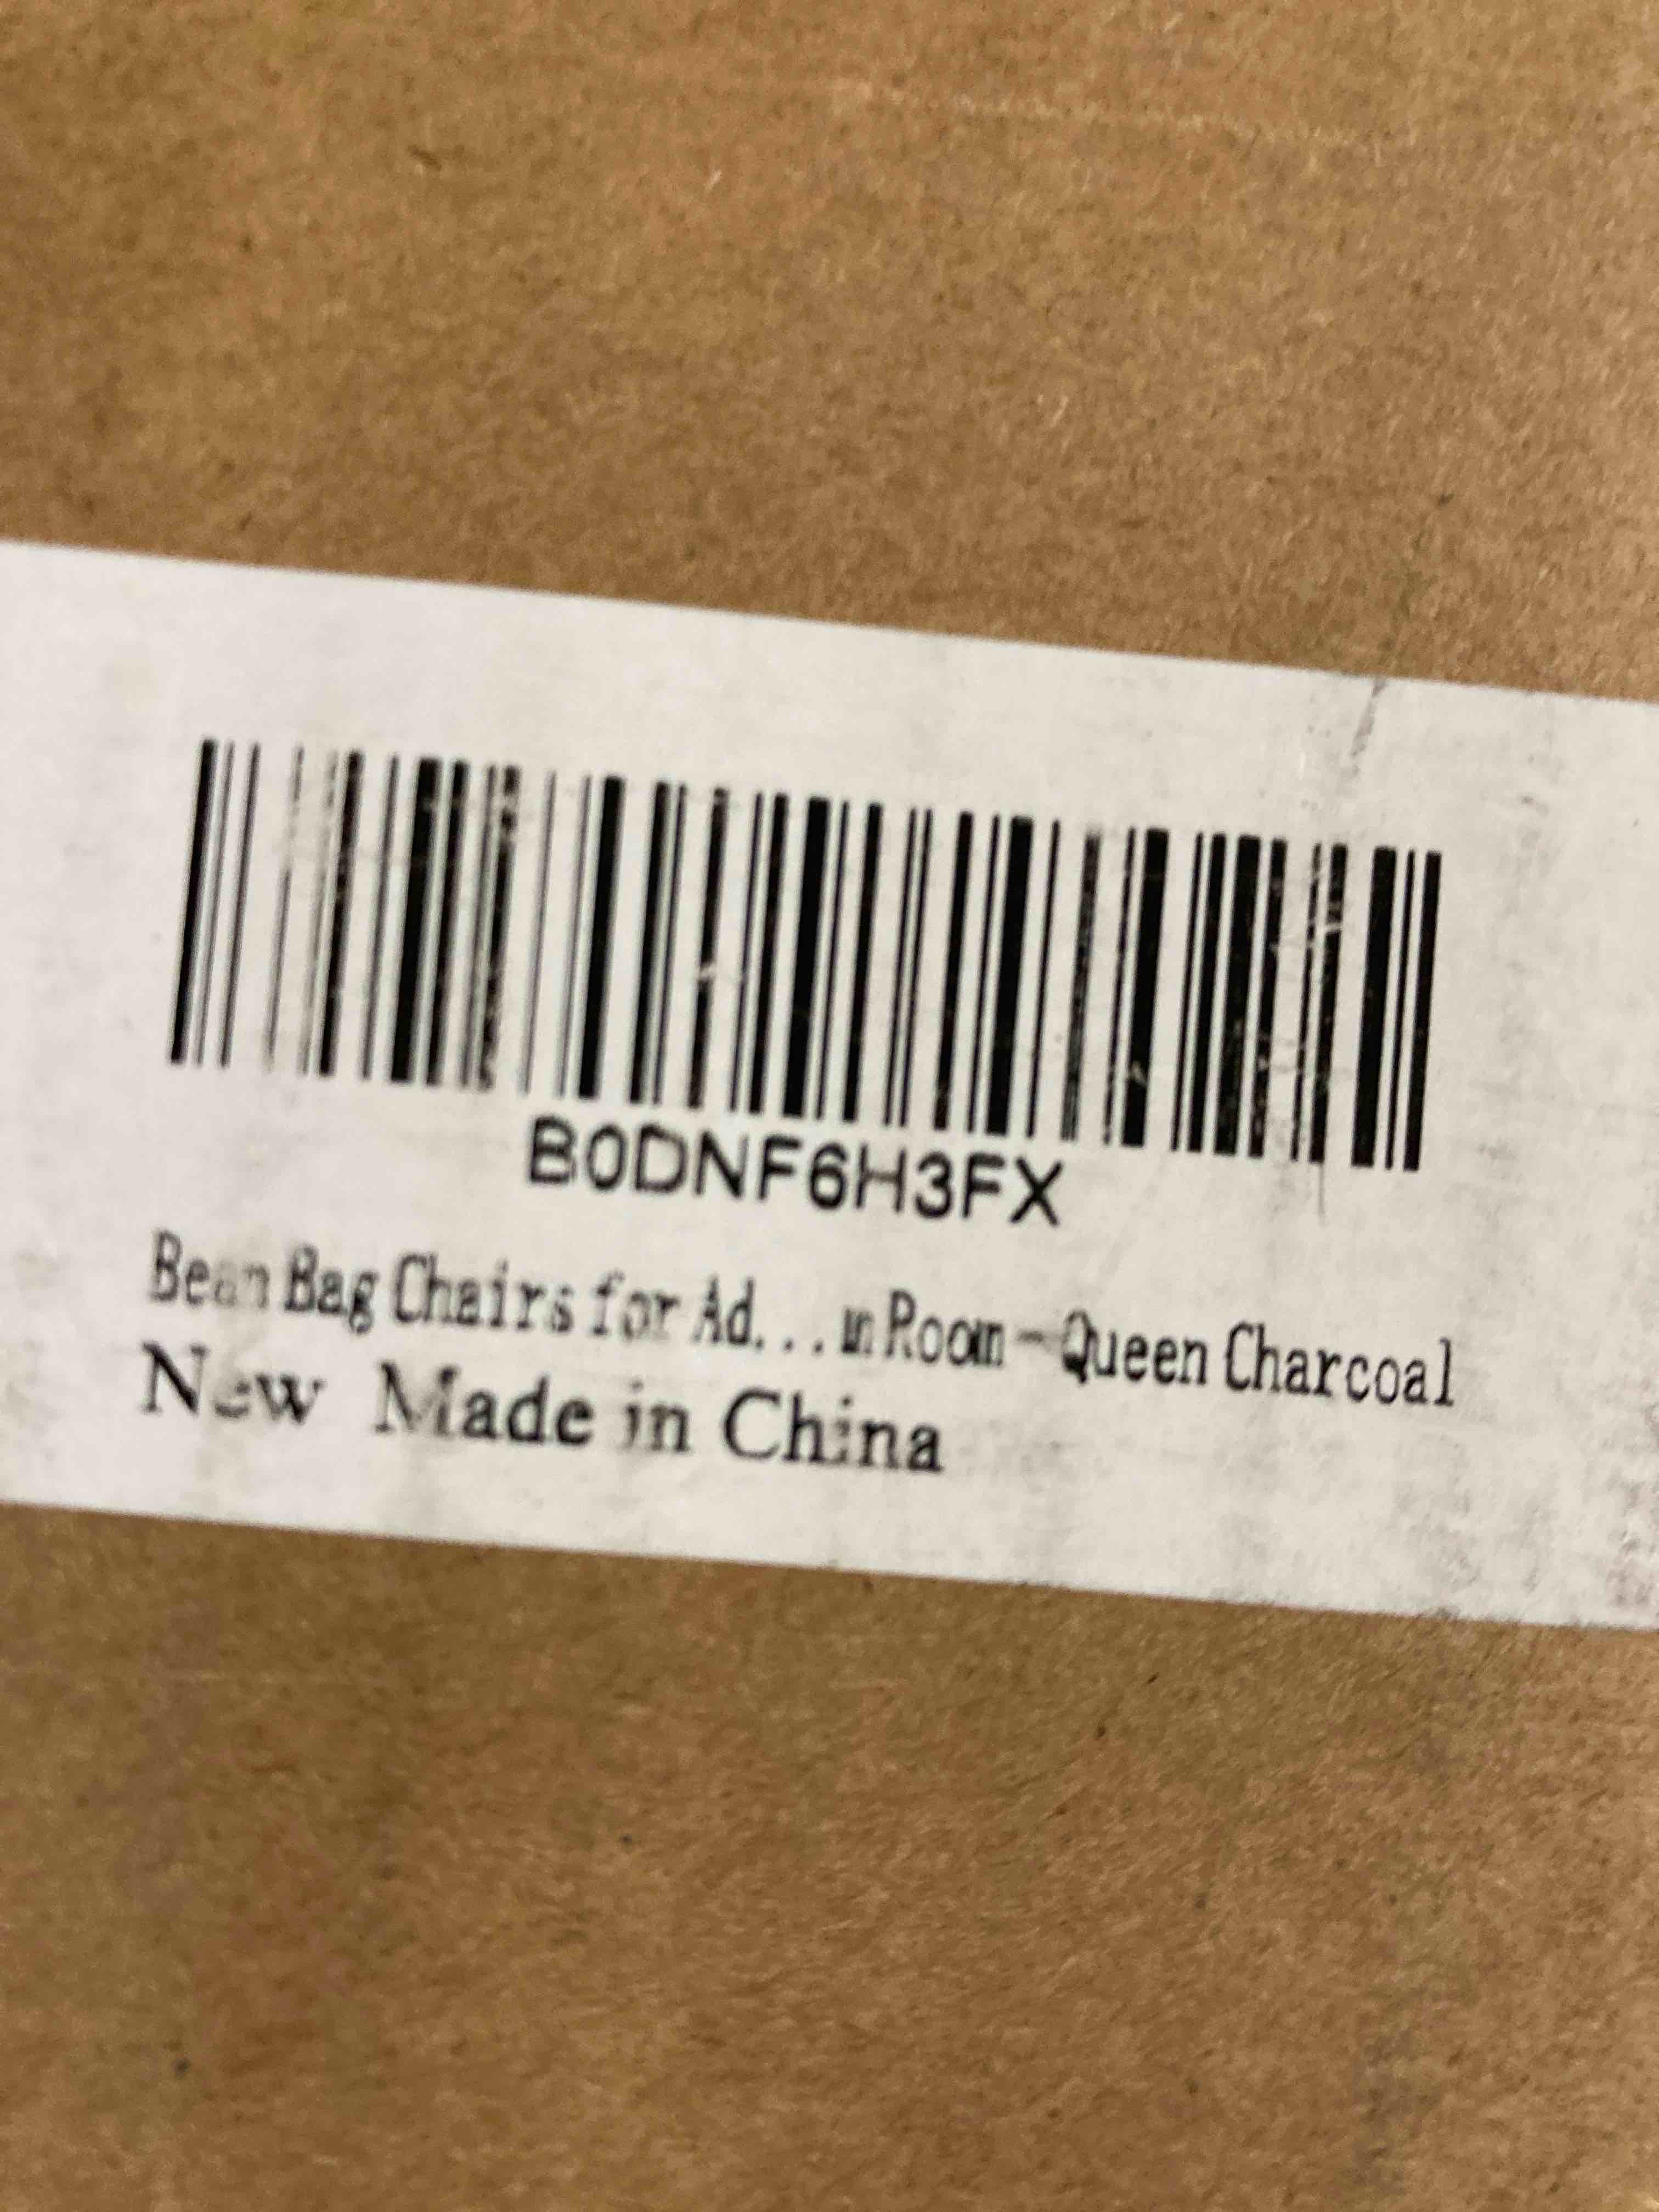 B0DNF6H3FX
Bean Bag Chairs for Ad...m Room - Queen Charcoal
New Made in China